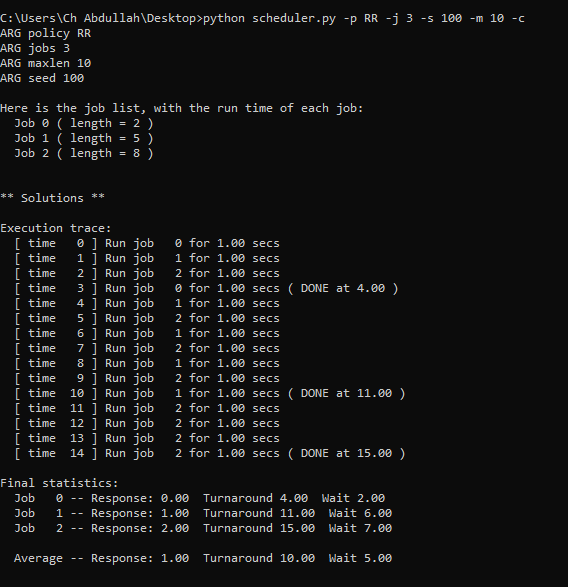 C:\Users\Ch Abdullah\Desktop>python scheduler.py -p RR -j 3 -s 100 -m 10 -c
ARG policy RR
ARG jobs 3
ARG maxlen 10
ARG seed 100

Here is the job list, with the run time of each job:
  Job 0 ( length = 2 )
  Job 1 ( length = 5 )
  Job 2 ( length = 8 )


** Solutions **

Execution trace:
  [ time   0 ] Run job   0 for 1.00 secs
  [ time   1 ] Run job   1 for 1.00 secs
  [ time   2 ] Run job   2 for 1.00 secs
  [ time   3 ] Run job   0 for 1.00 secs ( DONE at 4.00 )
  [ time   4 ] Run job   1 for 1.00 secs
  [ time   5 ] Run job   2 for 1.00 secs
  [ time   6 ] Run job   1 for 1.00 secs
  [ time   7 ] Run job   2 for 1.00 secs
  [ time   8 ] Run job   1 for 1.00 secs
  [ time   9 ] Run job   2 for 1.00 secs
  [ time  10 ] Run job   1 for 1.00 secs ( DONE at 11.00 )
  [ time  11 ] Run job   2 for 1.00 secs
  [ time  12 ] Run job   2 for 1.00 secs
  [ time  13 ] Run job   2 for 1.00 secs
  [ time  14 ] Run job   2 for 1.00 secs ( DONE at 15.00 )

Final statistics:
  Job   0 -- Response: 0.00  Turnaround 4.00  Wait 2.00
  Job   1 -- Response: 1.00  Turnaround 11.00  Wait 6.00
  Job   2 -- Response: 2.00  Turnaround 15.00  Wait 7.00

  Average -- Response: 1.00  Turnaround 10.00  Wait 5.00